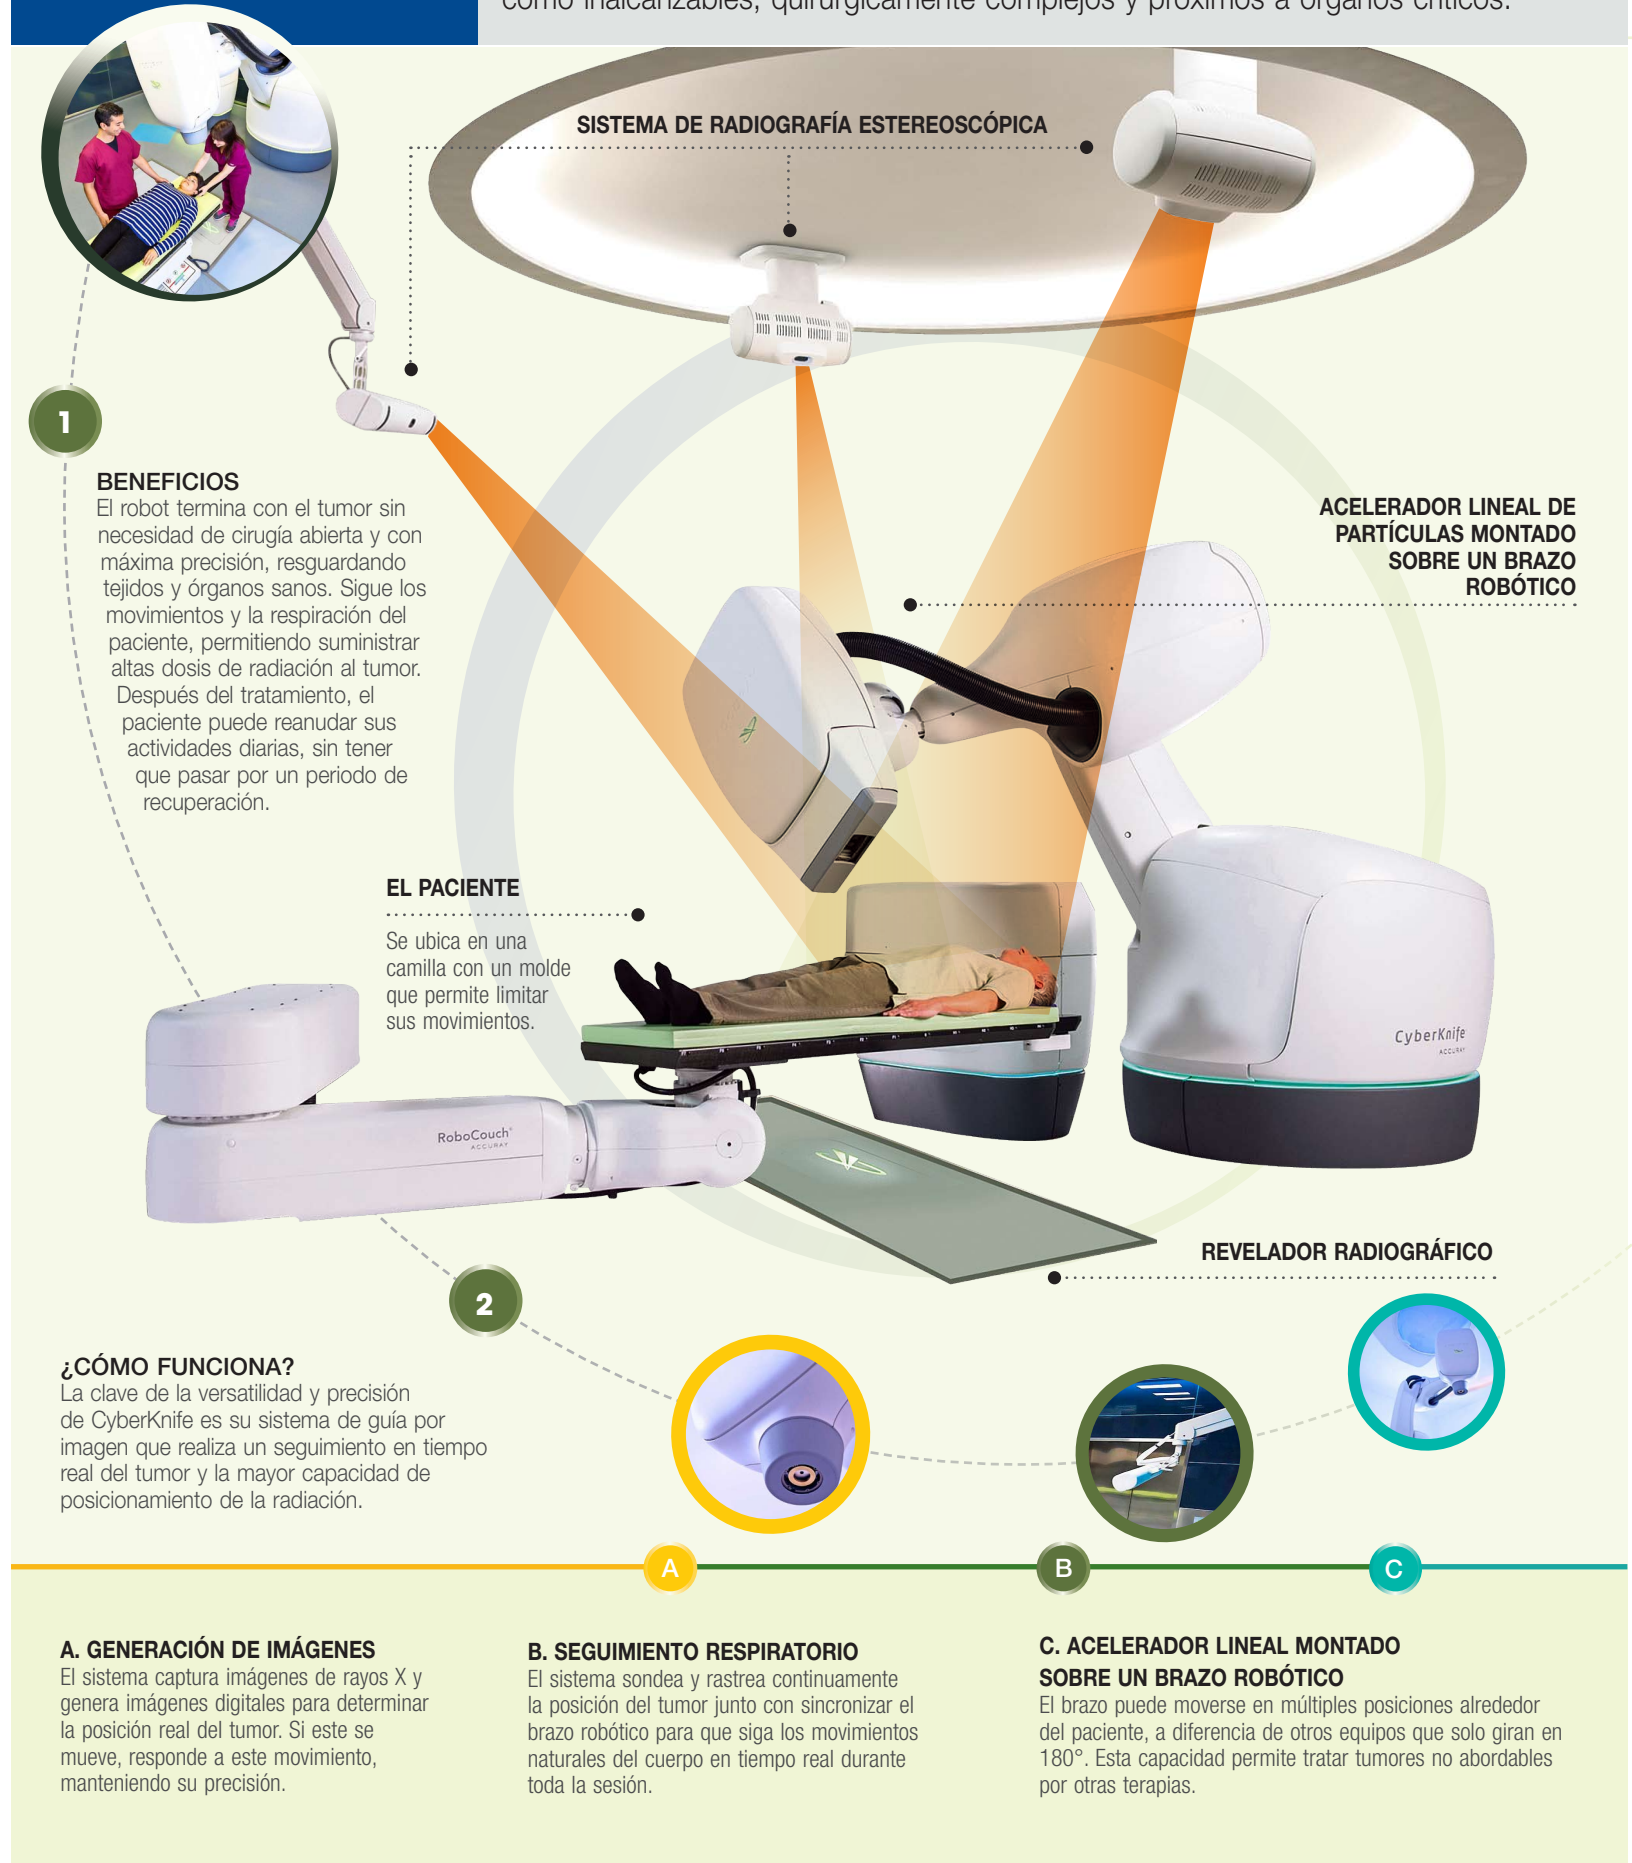 como inalcanzables, quirúrgicamente complejos y próximos a órganos críticos.
SISTEMA DE RADIOGRAFÍA ESTEREOSCÓPICA
1
BENEFICIOS
El robot termina con el tumor sin
necesidad de cirugía abierta y con
máxima precisión, resguardando
tejidos y órganos sanos. Sigue los
movimientos y la respiración del
paciente, permitiendo suministrar
altas dosis de radiación al tumor.
Después del tratamiento, el
paciente puede reanudar sus
actividades diarias, sin tener
que pasar por un periodo de
recuperación.
ACELERADOR LINEAL DE
PARTÍCULAS MONTADO
SOBRE UN BRAZO
ROBÓTICO
EL PACIENTE
Se ubica en una
camilla con un molde
que permite limitar
sus movimientos.
CyberKnife
ACCURAY
RoboCouch®
ACCURAY
REVELADOR RADIOGRÁFICO
2
¿CÓMO FUNCIONA?
La clave de la versatilidad y precisión
de CyberKnife es su sistema de guía por
imagen que realiza un seguimiento en tiempo
real del tumor y la mayor capacidad de
posicionamiento de la radiación.
A
B
C
A. GENERACIÓN DE IMÁGENES
El sistema captura imágenes de rayos X y
genera imágenes digitales para determinar
la posición real del tumor. Si este se
mueve, responde a este movimiento,
manteniendo su precisión.
B. SEGUIMIENTO RESPIRATORIO
El sistema sondea y rastrea continuamente
la posición del tumor junto con sincronizar el
brazo robótico para que siga los movimientos
naturales del cuerpo en tiempo real durante
toda la sesión.
C. ACELERADOR LINEAL MONTADO
SOBRE UN BRAZO ROBÓTICO
El brazo puede moverse en múltiples posiciones alrededor
del paciente, a diferencia de otros equipos que solo giran en
180°. Esta capacidad permite tratar tumores no abordables
por otras terapias.